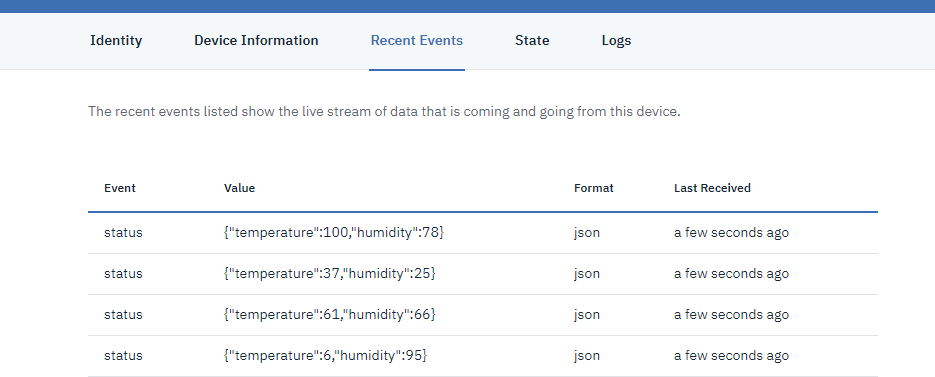 Identity Device Information Recent Events State Logs
The recent events listed show the live stream of data that is coming and going from this device.
Event Value Format Last Received
status {"temperature":100,"humidity":78} json a few seconds ago
status {"temperature":37,"humidity":25} json a few seconds ago
status {"temperature":61,"humidity":66} json a few seconds ago
status {"temperature":6,"humidity":95} json a few seconds ago